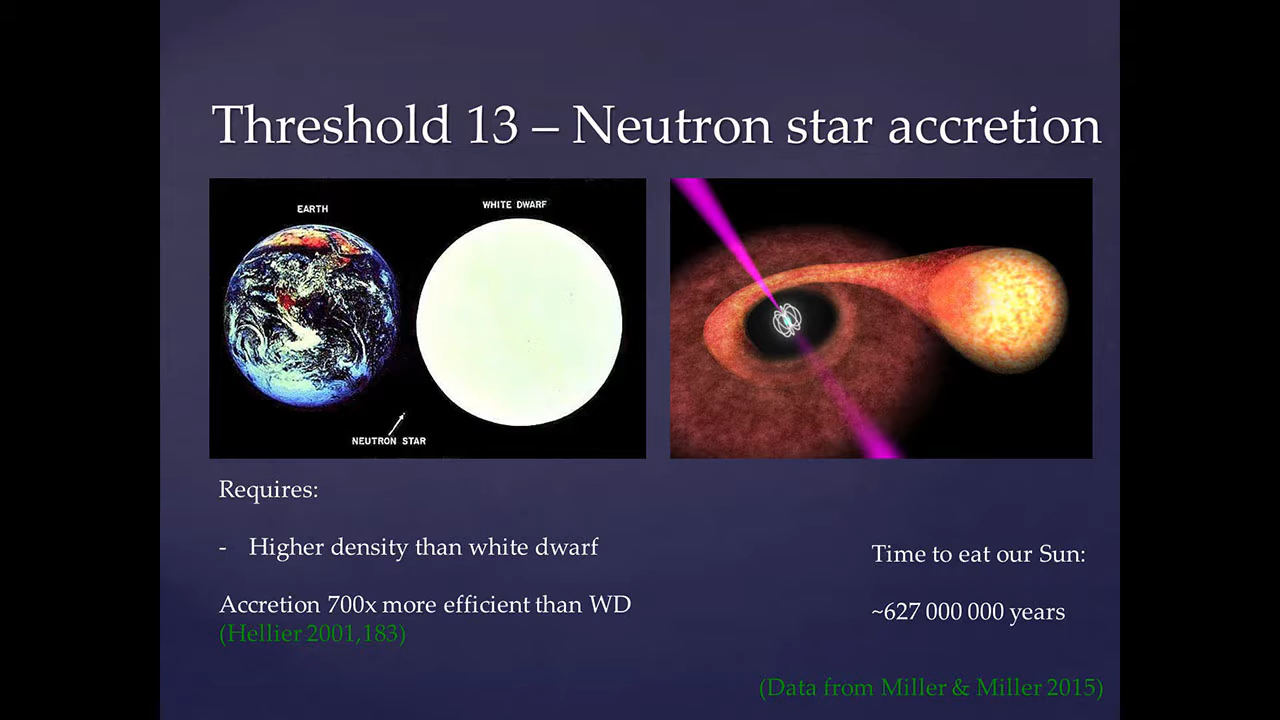 Threshold 13 – Neutron star accretion
EARTH
WHITE DWARF
NEUTRON STAR
Requires:
- Higher density than white dwarf
Accretion 700x more efficient than WD
(Hellier 2001,183)
Time to eat our Sun:
~627 000 000 years
(Data from Miller & Miller 2015)